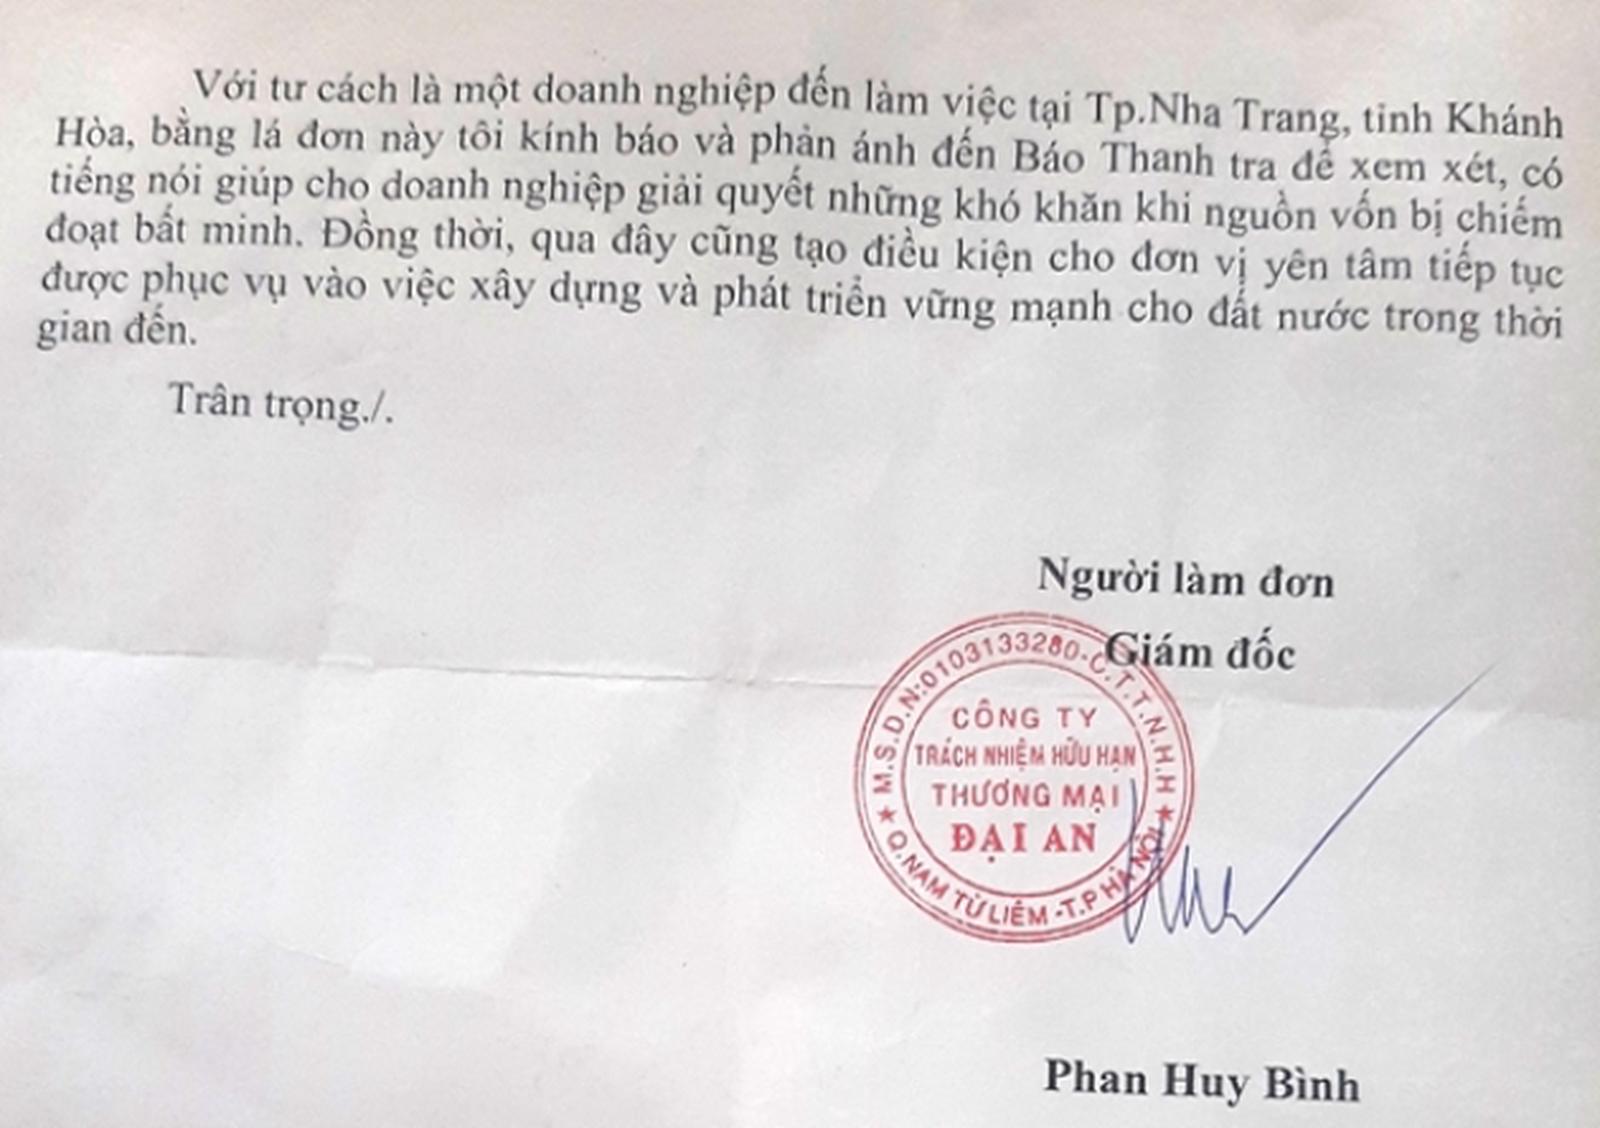 Với tư cách là một doanh nghiệp đến làm việc tại Tp.Nha Trang, tỉnh Khánh
Hòa, bằng lá đơn này tôi kính báo và phản ánh đến Báo Thanh tra để xem xét, có
tiếng nói giúp cho doanh nghiệp giải quyết những khó khăn khi nguồn vốn bị chiếm
đoạt bất minh. Đồng thời, qua đây cũng tạo điều kiện cho đơn vị yên tâm tiếp tục
được phục vụ vào việc xây dựng và phát triển vững mạnh cho đất nước trong thời
gian đến.
Trân trọng./.
Người làm đơn
Giám đốc
M.S.D.N:0103133280-C.T.T.N.H.H
CÔNG TY
TRÁCH NHIỆM HỮU HẠN
THƯƠNG MẠI
ĐẠI AN
Q.NAM TỪ LIÊM -T.P HÀ NỘI
Phan Huy Bình